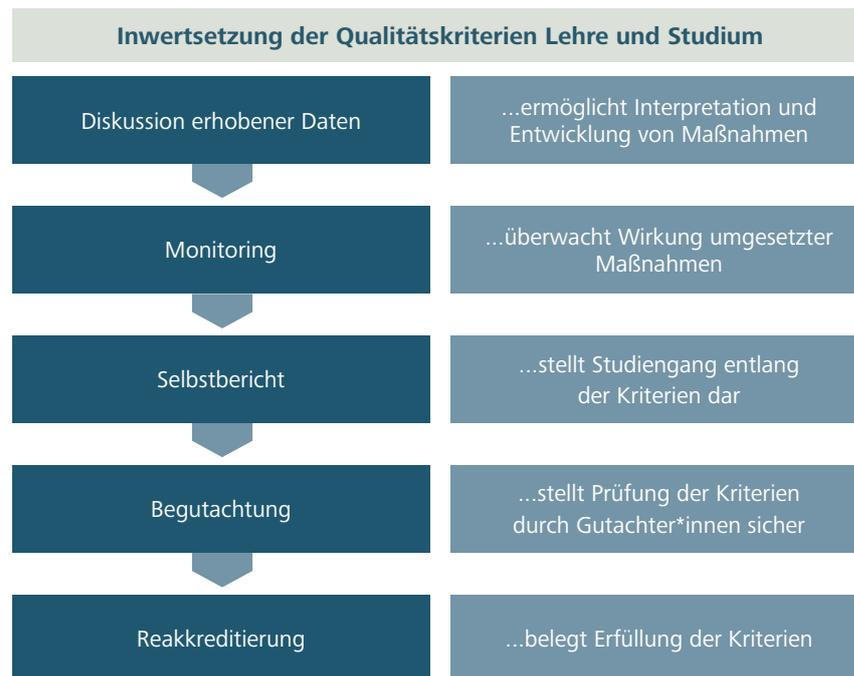 Inwertsetzung der Qualitätskriterien Lehre und Studium
Diskussion erhobener Daten
...ermöglicht Interpretation und
Entwicklung von Maßnahmen
Monitoring
...überwacht Wirkung umgesetzter
Maßnahmen
Selbstbericht
...stellt Studiengang entlang
der Kriterien dar
Begutachtung
...stellt Prüfung der Kriterien
durch Gutachter*innen sicher
Reakkreditierung
...belegt Erfüllung der Kriterien